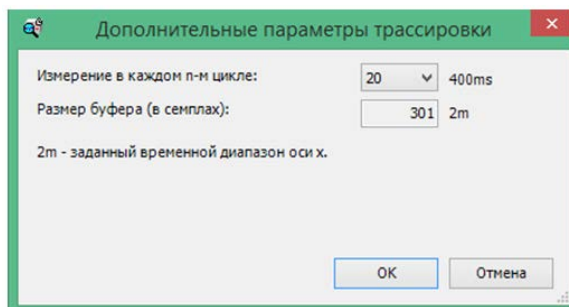 Дополнительные параметры трассировки
Измерение в каждом n-м цикле: 20 400ms
Размер буфера (в семплах): 301 2m
2m - заданный временной диапазон оси x.
OK Отмена